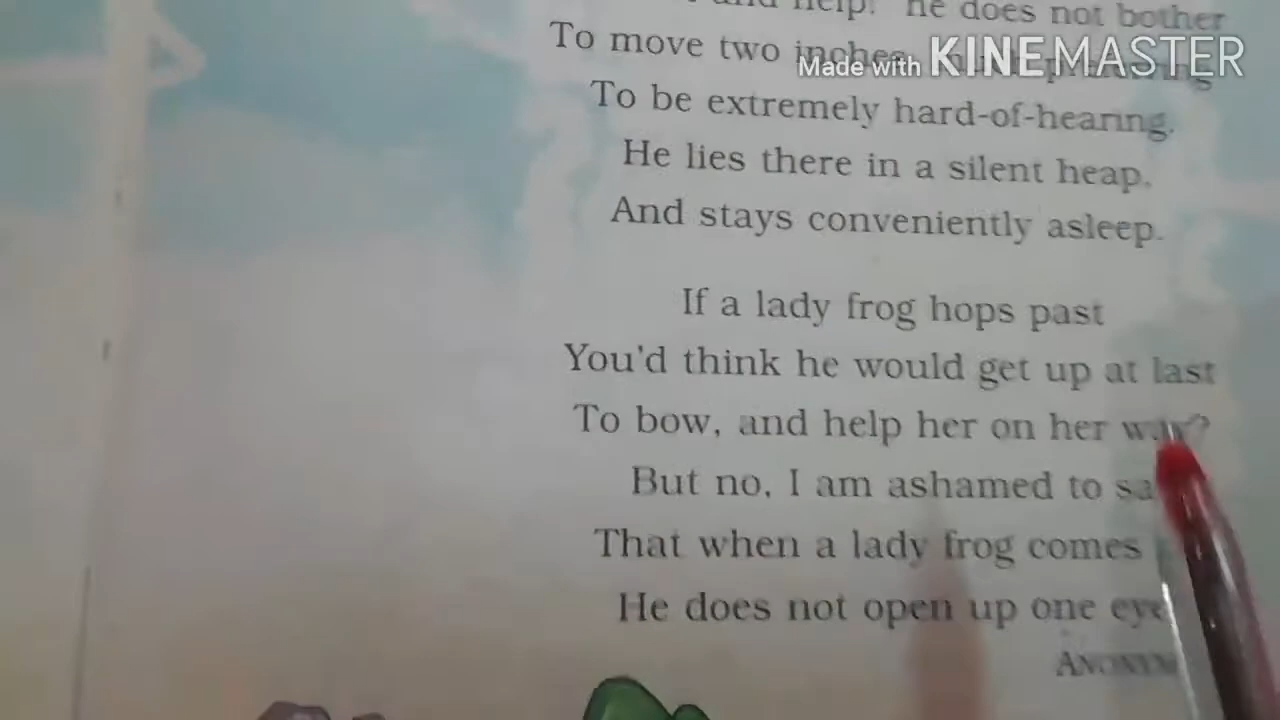 and help! he does not bother
To move two inches
Made with KINEMASTER
To be extremely hard-of-hearing.
He lies there in a silent heap,
And stays conveniently asleep.
If a lady frog hops past
You'd think he would get up at last
To bow, and help her on her way?
But no, I am ashamed to
That when a lady frog comes
He does not open up one eye